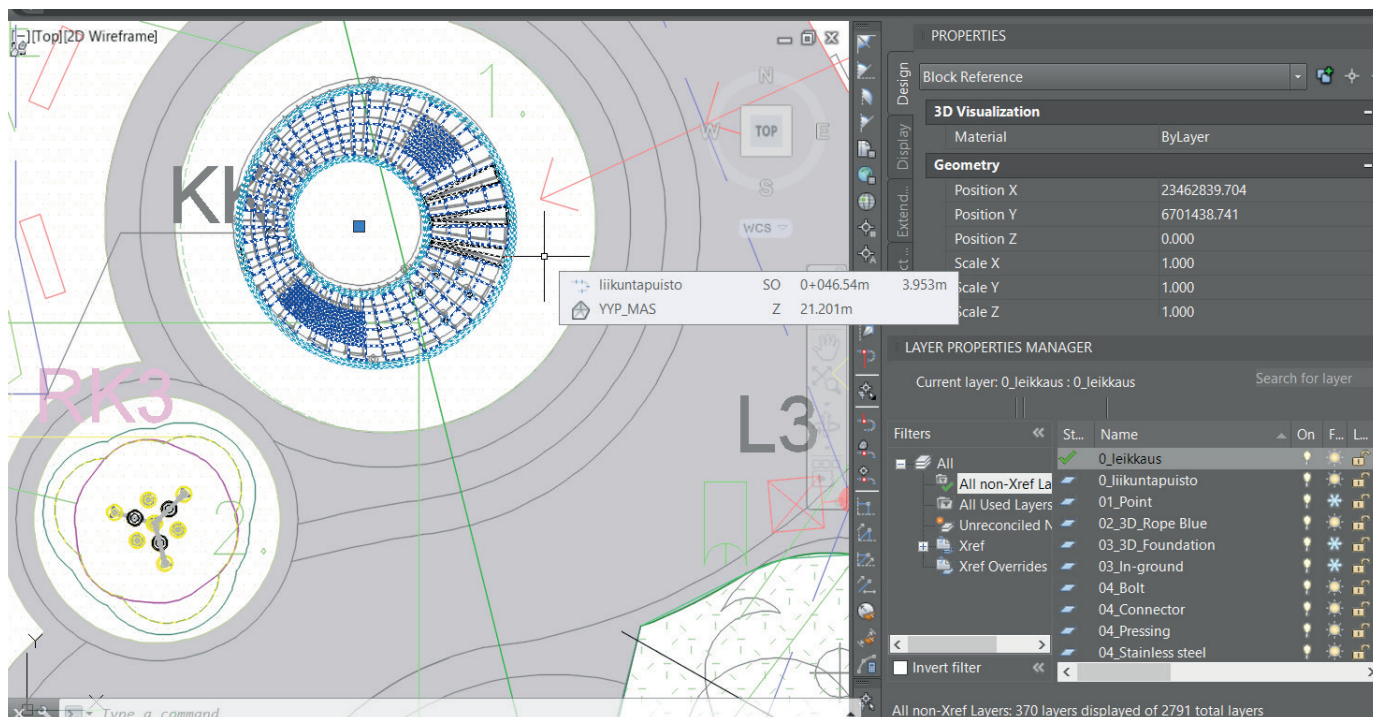 [−][Top][2D Wireframe]
1.
N
W
TOP
E
S
WCS
KK
RK3
2.
L3
liikuntapuisto SO 0+046.54m 3.953m
YYP_MAS Z 21.201m
Y
X
Type a command
PROPERTIES
Block Reference
Design
Display
Extend...
3D Visualization
Material ByLayer
Geometry
Position X 23462839.704
Position Y 6701438.741
Position Z 0.000
Scale X 1.000
Scale Y 1.000
Scale Z 1.000
LAYER PROPERTIES MANAGER
Current layer: 0_leikkaus : 0_leikkaus
Search for layer
Filters
All
All non-Xref La
All Used Layers
Unreconciled N
Xref
Xref Overrides
Invert filter
St... Name On F... L...
0_leikkaus
0_liikuntapuisto
01_Point
02_3D_Rope Blue
03_3D_Foundation
03_In-ground
04_Bolt
04_Connector
04_Pressing
04_Stainless steel
All non-Xref Layers: 370 layers displayed of 2791 total layers